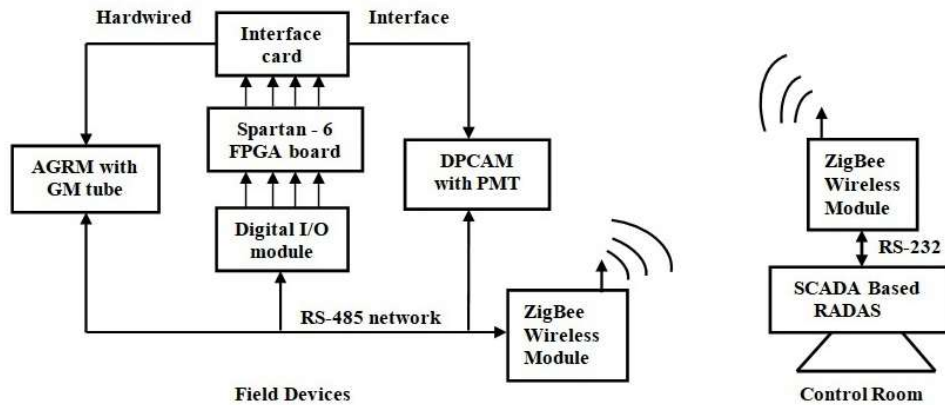 Hardwired
Interface
Interface
card
Spartan - 6
FPGA board
AGRM with
GM tube
DPCAM
with PMT
Digital I/O
module
RS-485 network
ZigBee
Wireless
Module
Field Devices
ZigBee
Wireless
Module
RS-232
SCADA Based
RADAS
Control Room